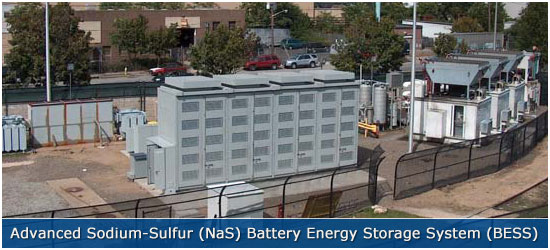 Advanced Sodium-Sulfur (NaS) Battery Energy Storage System (BESS)